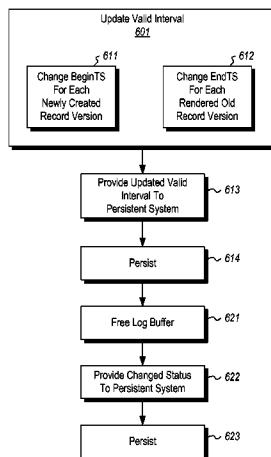 Update Valid Interval
601
611
Change BeginTS
For Each
Newly Created
Record Version
612
Change EndTS
For Each
Rendered Old
Record Version
Provide Updated Valid
Interval To
Persistent System
613
Persist
614
Free Log Buffer
621
Provide Changed Status
To Persistent System
622
Persist
623